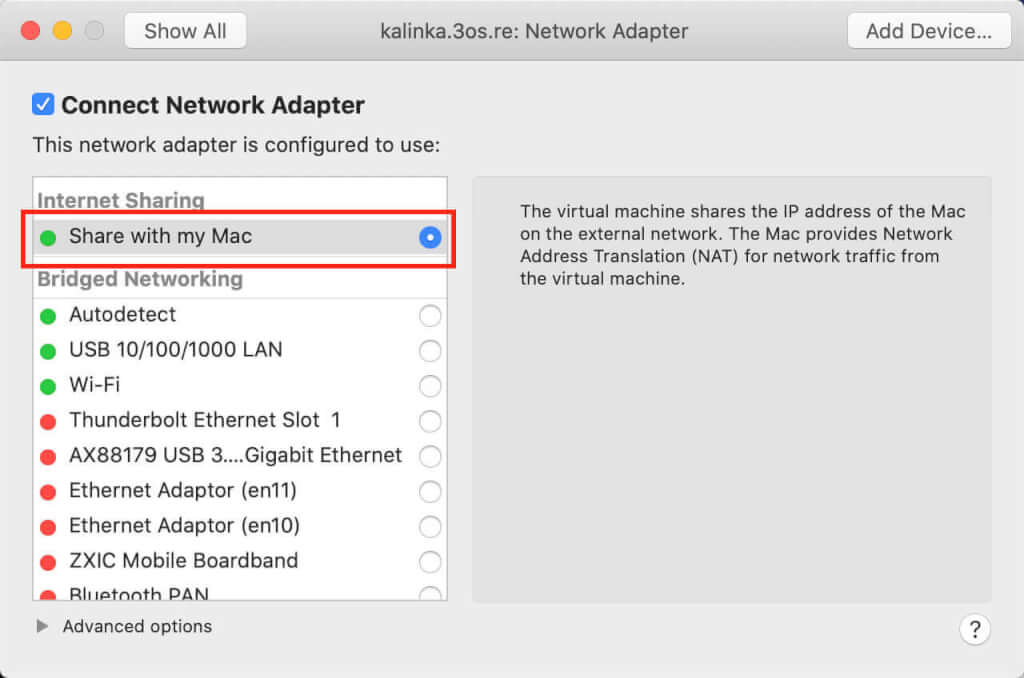 Show All
kalinka.3os.re: Network Adapter
Add Device...
Connect Network Adapter
This network adapter is configured to use:
Internet Sharing
Share with my Mac
Bridged Networking
Autodetect
USB 10/100/1000 LAN
Wi-Fi
Thunderbolt Ethernet Slot 1
AX88179 USB 3....Gigabit Ethernet
Ethernet Adaptor (en11)
Ethernet Adaptor (en10)
ZXIC Mobile Boardband
Bluetooth PAN
The virtual machine shares the IP address of the Mac
on the external network. The Mac provides Network
Address Translation (NAT) for network traffic from
the virtual machine.
Advanced options
?